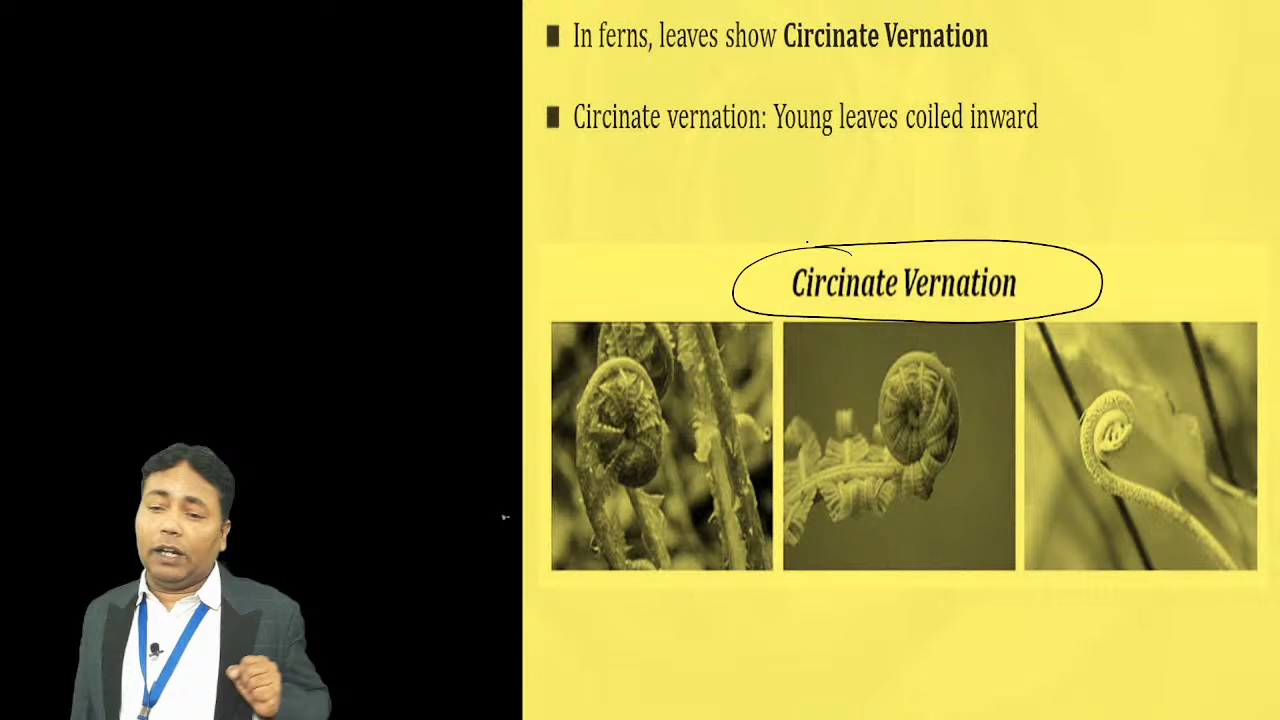 In ferns, leaves show Circinate Vernation
Circinate vernation: Young leaves coiled inward
Circinate Vernation